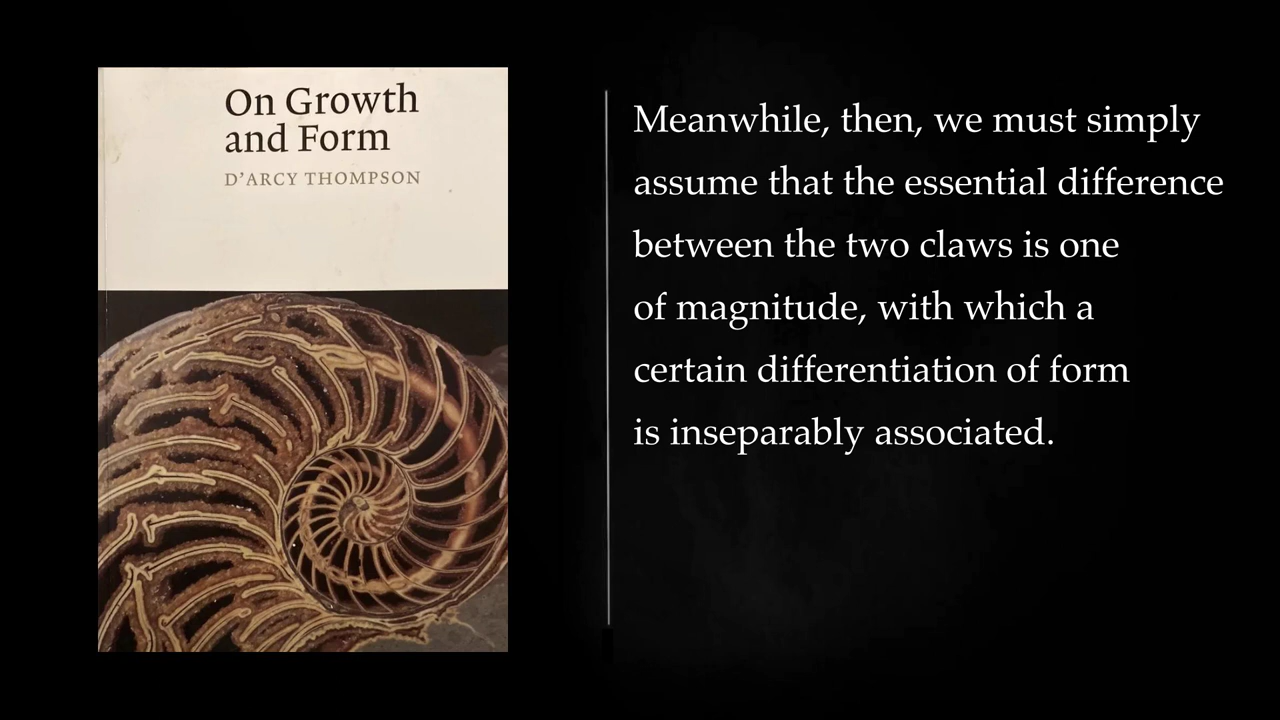 On Growth
and Form
D'ARCY THOMPSON
Meanwhile, then, we must simply
assume that the essential difference
between the two claws is one
of magnitude, with which a
certain differentiation of form
is inseparably associated.